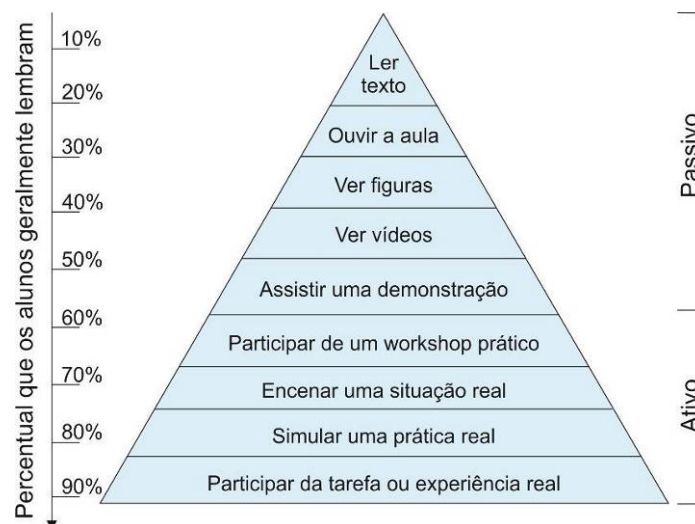 Percentual que os alunos geralmente lembram
10%
20%
30%
40%
50%
60%
70%
80%
90%
Ler
texto
Ouvir a aula
Ver figuras
Ver vídeos
Assistir uma demonstração
Participar de um workshop prático
Encenar uma situação real
Simular uma prática real
Participar da tarefa ou experiência real
Passivo
Ativo